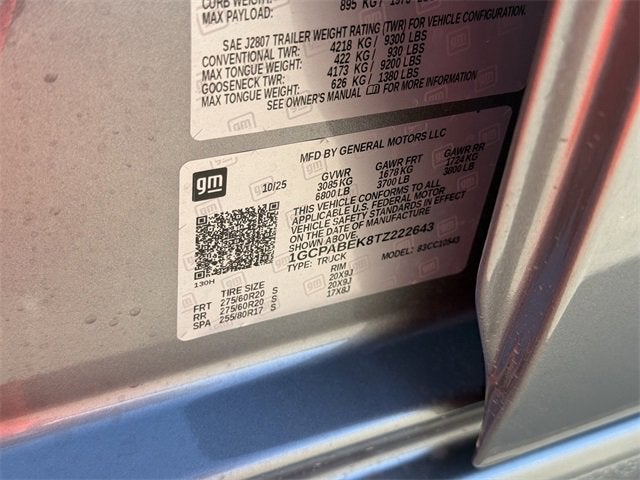 CURB WEIGHT: 895 KG / 1973 LBS
MAX PAYLOAD:
SAE J2807 TRAILER WEIGHT RATING (TWR) FOR VEHICLE CONFIGURATION.
CONVENTIONAL TWR: 4218 KG / 9300 LBS
MAX TONGUE WEIGHT: 422 KG / 930 LBS
GOOSENECK TWR: 4173 KG / 9200 LBS
MAX TONGUE WEIGHT: 626 KG / 1380 LBS
SEE OWNER'S MANUAL gm FOR MORE INFORMATION
MFD BY GENERAL MOTORS LLC
gm 10/25
GVWR GAWR FRT GAWR RR
3085 KG 1678 KG 1724 KG
6800 LB 3700 LB 3800 LB
THIS VEHICLE CONFORMS TO ALL
APPLICABLE U.S. FEDERAL MOTOR
VEHICLE SAFETY STANDARDS IN EFFECT
ON THE DATE OF MANUFACTURE
SHOWN ABOVE.
1GCPABEK8TZ222643
TYPE: TRUCK MODEL: 83CC10543
130H
TIRE SIZE RIM
FRT 275/60R20 S 20X9J
RR 275/60R20 S 20X9J
SPA 255/80R17 S 17X8J